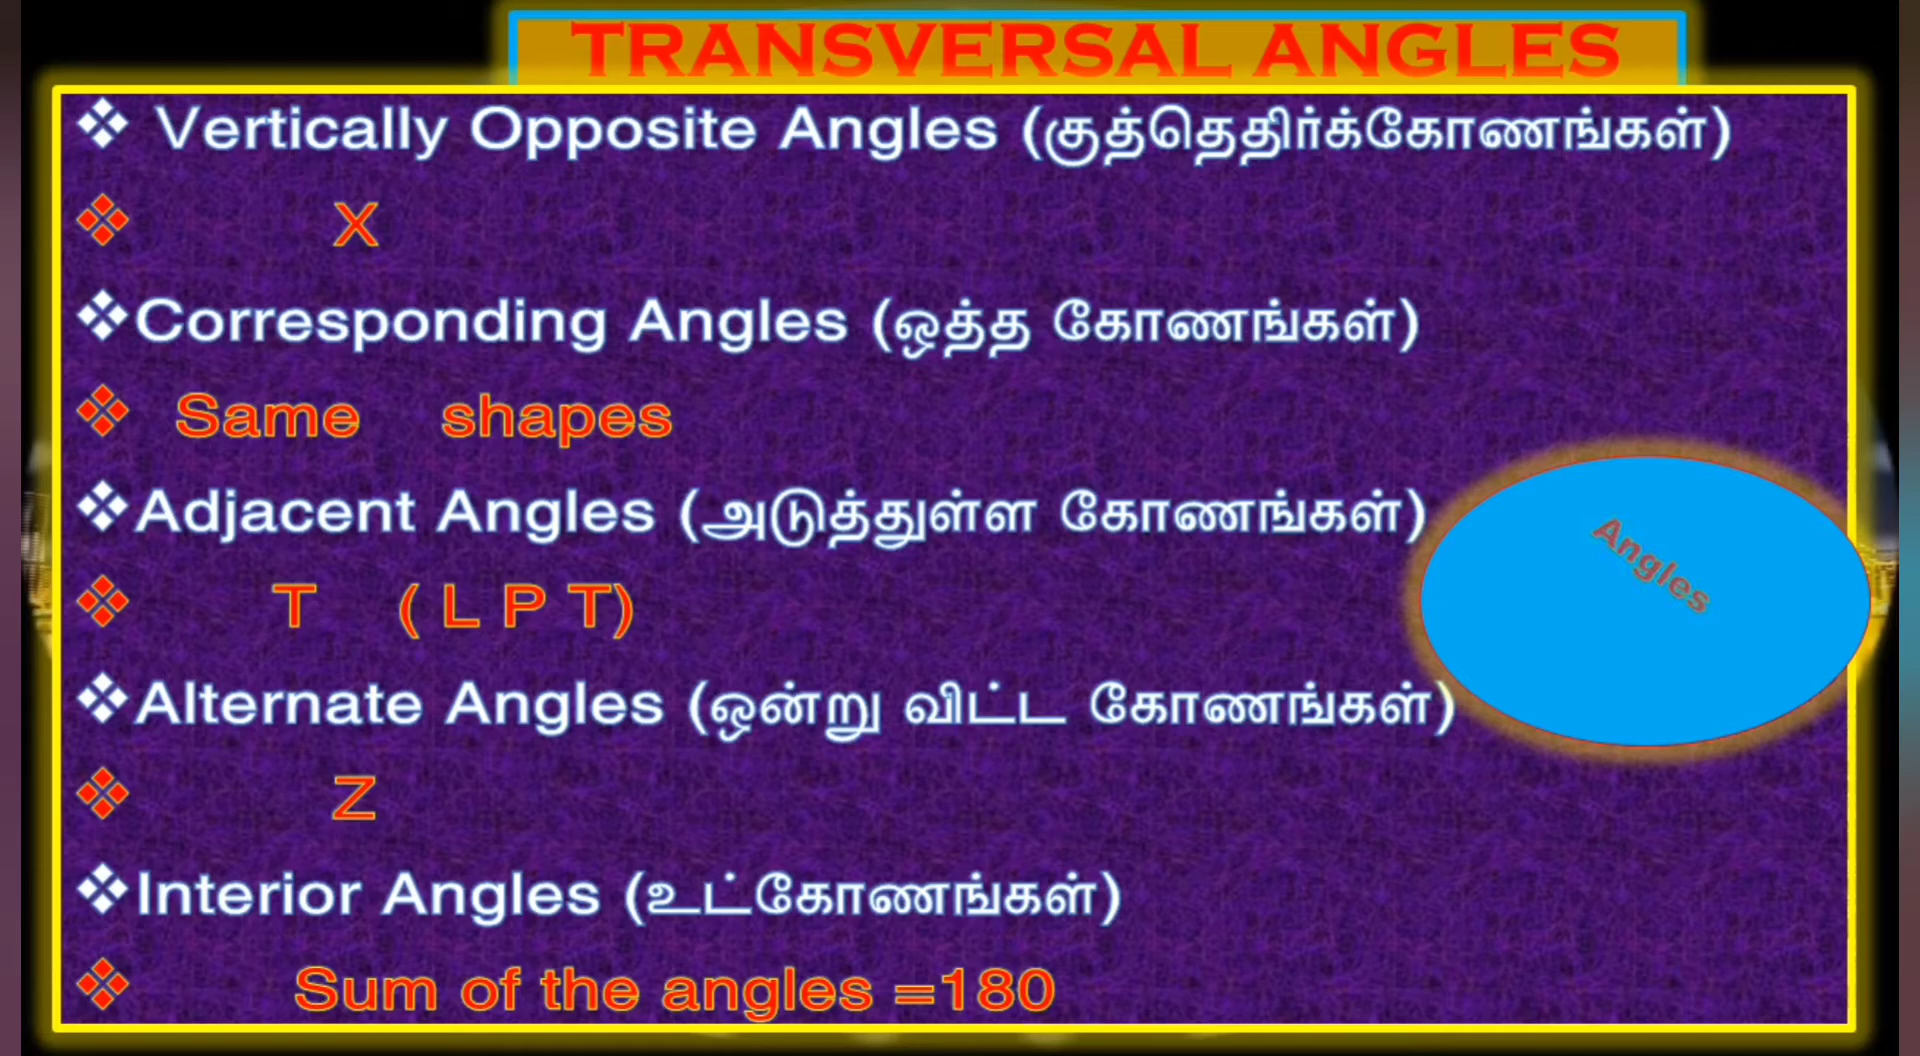 TRANSVERSAL ANGLES
Vertically Opposite Angles (குத்தெதிர்க்கோணங்கள்)
X
Corresponding Angles (ஒத்த கோணங்கள்)
Same shapes
Adjacent Angles (அடுத்துள்ள கோணங்கள்)
T ( L P T)
Angles
Alternate Angles (ஒன்று விட்ட கோணங்கள்)
Z
Interior Angles (உட்கோணங்கள்)
Sum of the angles =180